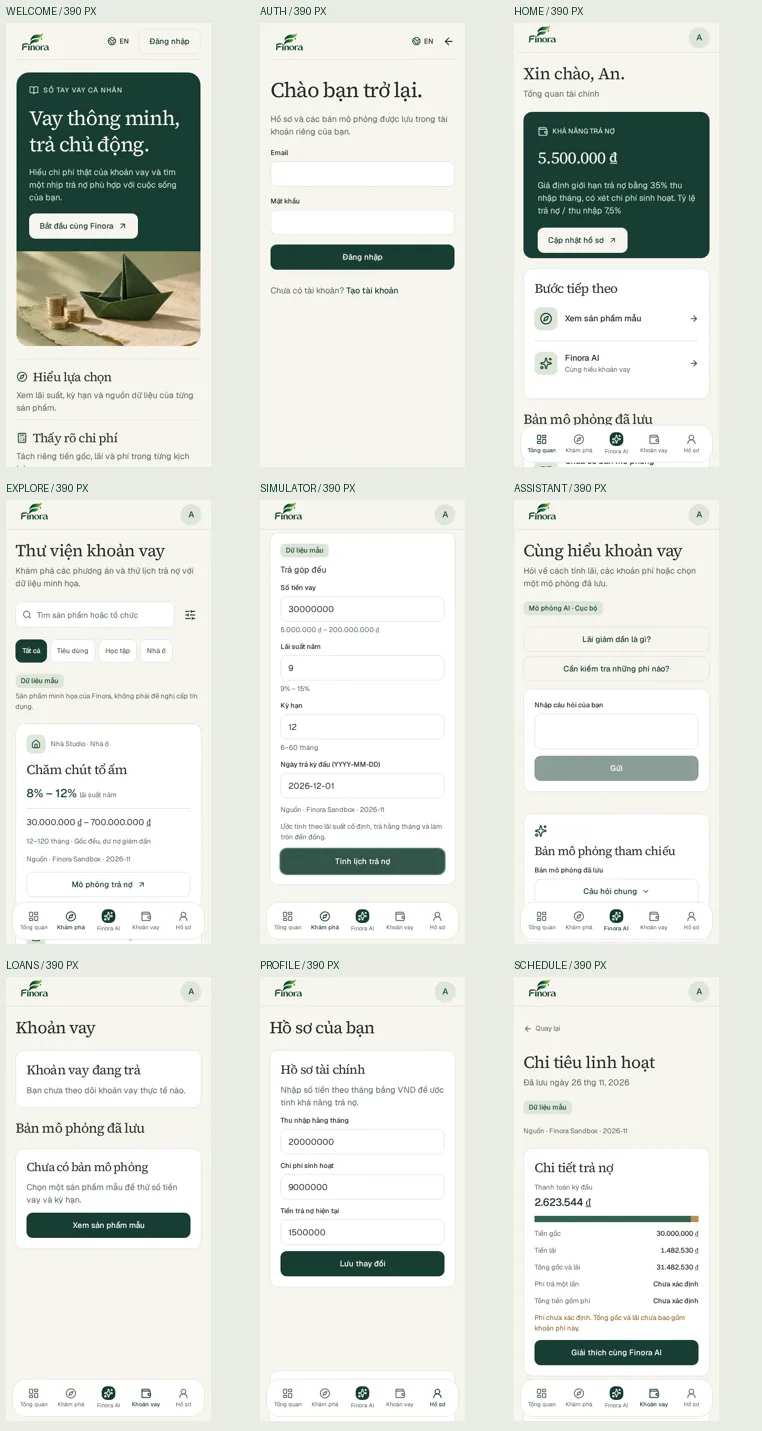 WELCOME / 390 PX
Finora
EN
Đăng nhập
SỔ TAY VAY CÁ NHÂN
Vay thông minh,
trả chủ động.
Hiểu chi phí thật của khoản vay và tìm
một nhịp trả nợ phù hợp với cuộc sống
của bạn.
Bắt đầu cùng Finora
Hiểu lựa chọn
Xem lãi suất, kỳ hạn và nguồn dữ liệu của từng
sản phẩm.
Thấy rõ chi phí
Tách riêng tiền gốc, lãi và phí trong từng kịch
AUTH / 390 PX
Finora
EN
Chào bạn trở lại.
Hồ sơ và các bản mô phỏng được lưu trong tài
khoản riêng của bạn.
Email
Mật khẩu
Đăng nhập
Chưa có tài khoản? Tạo tài khoản
HOME / 390 PX
Finora
A
Xin chào, An.
Tổng quan tài chính
KHẢ NĂNG TRẢ NỢ
5.500.000 ₫
Giả định giới hạn trả nợ bằng 35% thu
nhập tháng, có xét chi phí sinh hoạt. Tỷ lệ
trả nợ / thu nhập 7,5%
Cập nhật hồ sơ
Bước tiếp theo
Xem sản phẩm mẫu
Finora AI
Cùng hiểu khoản vay
Bản mô phỏng đã lưu
Tổng quan
Khám phá
Finora AI
Khoản vay
Hồ sơ
EXPLORE / 390 PX
Finora
A
Thư viện khoản vay
Khám phá các phương án và thử lịch trả nợ với
dữ liệu minh họa.
Tìm sản phẩm hoặc tổ chức
Tất cả
Tiêu dùng
Học tập
Nhà ở
Dữ liệu mẫu
Sản phẩm minh họa của Finora, không phải đề nghị cấp tín
dụng.
Nhà Studio · Nhà ở
Chăm chút tổ ấm
8% – 12% lãi suất năm
30.000.000 ₫ – 700.000.000 ₫
12–120 tháng · Gốc đều, dư nợ giảm dần
Nguồn · Finora Sandbox · 2026-11
Mô phỏng trả nợ
Tổng quan
Khám phá
Finora AI
Khoản vay
Hồ sơ
SIMULATOR / 390 PX
Finora
A
Dữ liệu mẫu
Trả góp đều
Số tiền vay
30000000
5.000.000 ₫ – 200.000.000 ₫
Lãi suất năm
9
9% – 15%
Kỳ hạn
12
6–60 tháng
Ngày trả kỳ đầu (YYYY-MM-DD)
2026-12-01
Nguồn · Finora Sandbox · 2026-11
Ước tính theo lãi suất cố định, trả hằng tháng và làm
tròn đến đồng.
Tính lịch trả nợ
Tổng quan
Khám phá
Finora AI
Khoản vay
Hồ sơ
ASSISTANT / 390 PX
Finora
A
Cùng hiểu khoản vay
Hỏi về cách tính lãi, các khoản phí hoặc chọn
một mô phỏng đã lưu.
Mô phỏng AI · Cục bộ
Lãi giảm dần là gì?
Cần kiểm tra những phí nào?
Nhập câu hỏi của bạn
Gửi
Bản mô phỏng tham chiếu
Bản mô phỏng đã lưu
Câu hỏi chung
Tổng quan
Khám phá
Finora AI
Khoản vay
Hồ sơ
LOANS / 390 PX
Finora
A
Khoản vay
Khoản vay đang trả
Bạn chưa theo dõi khoản vay thực tế nào.
Bản mô phỏng đã lưu
Chưa có bản mô phỏng
Chọn một sản phẩm mẫu để thử số tiền
vay và kỳ hạn.
Xem sản phẩm mẫu
Tổng quan
Khám phá
Finora AI
Khoản vay
Hồ sơ
PROFILE / 390 PX
Finora
A
Hồ sơ của bạn
Hồ sơ tài chính
Nhập số tiền theo tháng bằng VND để ước
tính khả năng trả nợ.
Thu nhập hằng tháng
20000000
Chi phí sinh hoạt
9000000
Tiền trả nợ hiện tại
1500000
Lưu thay đổi
Tổng quan
Khám phá
Finora AI
Khoản vay
Hồ sơ
SCHEDULE / 390 PX
Finora
A
Quay lại
Chi tiêu linh hoạt
Đã lưu ngày 26 thg 11, 2026
Dữ liệu mẫu
Nguồn · Finora Sandbox · 2026-11
Chi tiết trả nợ
Thanh toán kỳ đầu
2.623.544 ₫
Tiền gốc
30.000.000 ₫
Tiền lãi
1.482.530 ₫
Tổng gốc và lãi
31.482.530 ₫
Phí trả một lần
Chưa xác định
Tổng tiền gồm phí
Chưa xác định
Phí chưa xác định. Tổng gốc và lãi chưa bao gồm
khoản phí này.
Giải thích cùng Finora AI
Tổng quan
Khám phá
Finora AI
Khoản vay
Hồ sơ